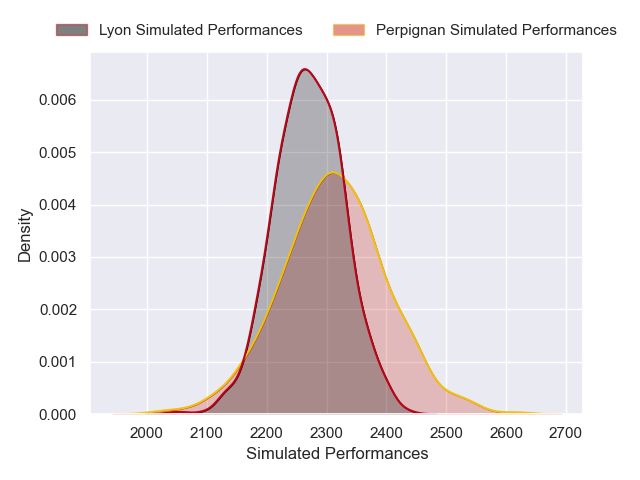 Lyon Simulated Performances Perpignan Simulated Performances
0.006
0.005
0.004
0.003
0.002
0.001
0.000
Density
2000 2100 2200 2300 2400 2500 2600 2700
Simulated Performances